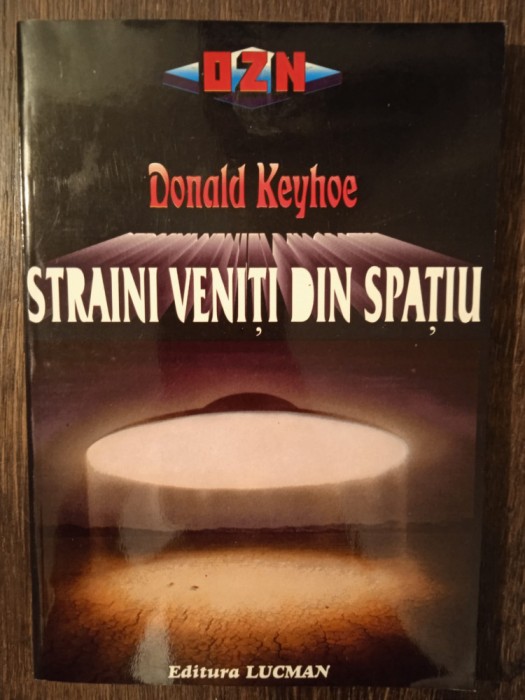 OZN
Donald Keyhoe
STRAINI VENIȚI DIN SPAȚIU
Editura LUCMAN